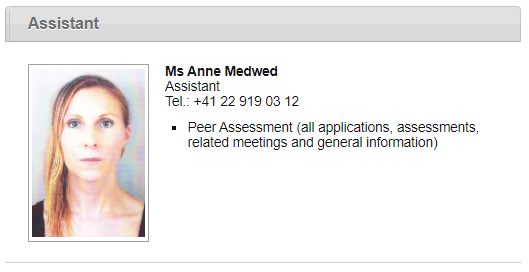 Assistant
Ms Anne Medwed
Assistant
Tel.: +41 22 919 03 12
Peer Assessment (all applications, assessments,
related meetings and general information)